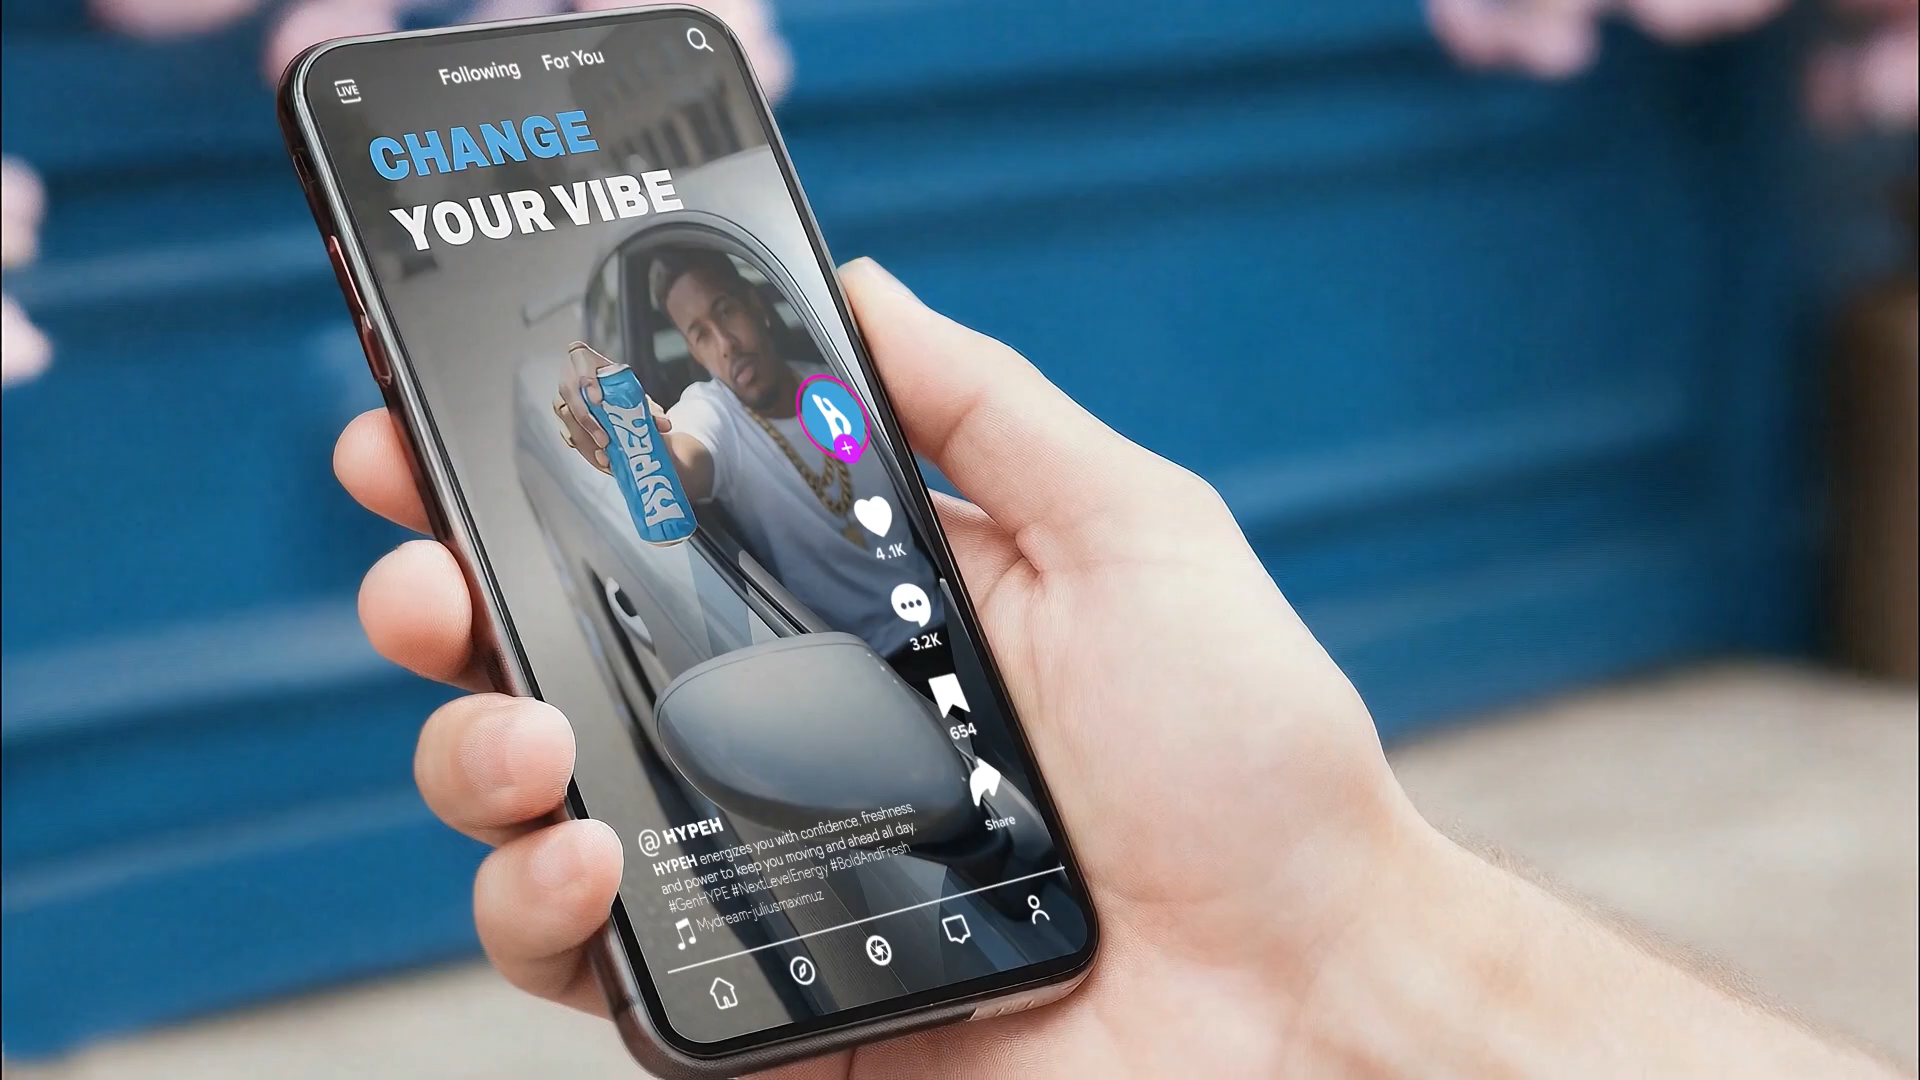 LIVE
Following For You
CHANGE
YOUR VIBE
HYPEH
4.1K
3.2K
654
Share
@HYPEH
HYPEH energizes you with confidence, freshness,
and power to keep you moving and ahead all day.
#GenHYPE #NextLevelEnergy #BoldAndFresh
Mydream-juliusmaximuz